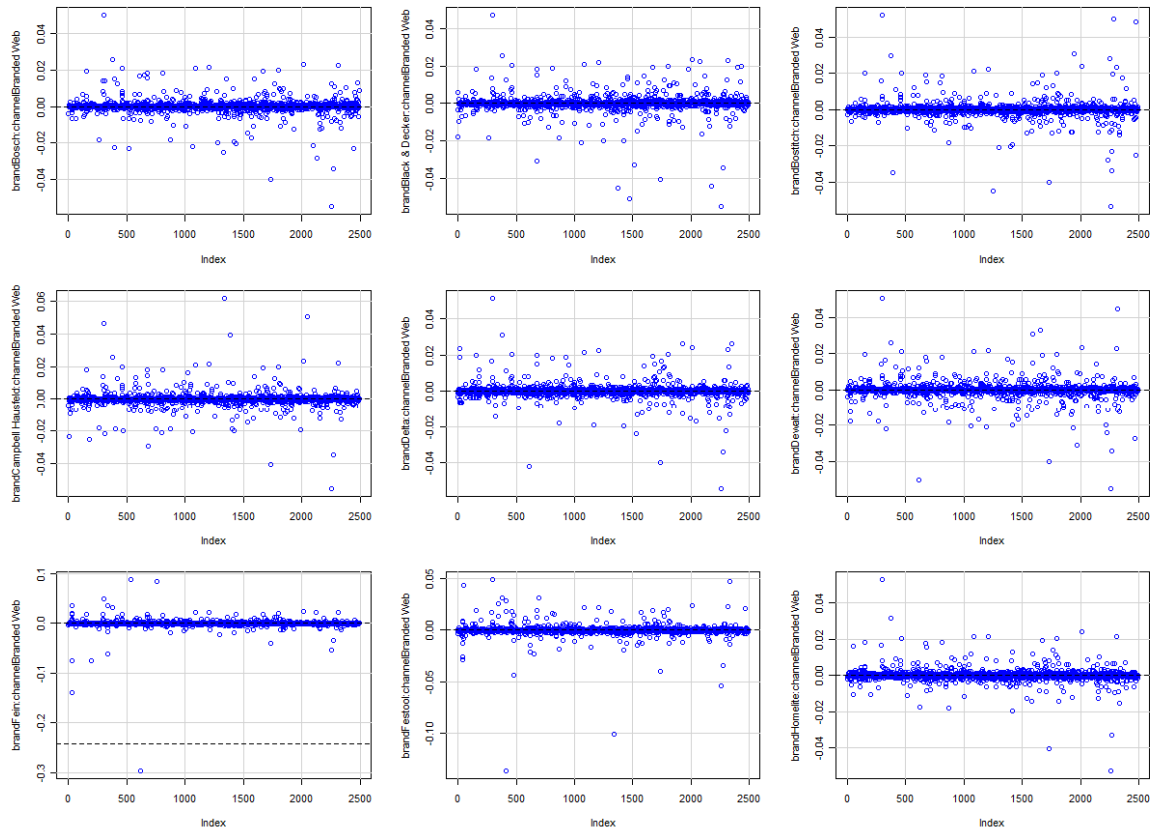 brandBosch:channelBranded Web
0.04
0.02
0.00
-0.02
-0.04
0 500 1000 1500 2000 2500
Index
brandBlack & Decker:channelBranded Web
0.04
0.02
0.00
-0.02
-0.04
0 500 1000 1500 2000 2500
Index
brandBostitch:channelBranded Web
0.04
0.02
0.00
-0.02
-0.04
0 500 1000 1500 2000 2500
Index
brandCampbell Hausfeld:channelBranded Web
0.06
0.04
0.02
0.00
-0.02
-0.04
0 500 1000 1500 2000 2500
Index
brandDelta:channelBranded Web
0.04
0.02
0.00
-0.02
-0.04
0 500 1000 1500 2000 2500
Index
brandDewalt:channelBranded Web
0.04
0.02
0.00
-0.02
-0.04
0 500 1000 1500 2000 2500
Index
brandFein:channelBranded Web
0.1
0.0
-0.1
-0.2
-0.3
0 500 1000 1500 2000 2500
Index
brandFestool:channelBranded Web
0.05
0.00
-0.05
-0.10
0 500 1000 1500 2000 2500
Index
brandHomelite:channelBranded Web
0.04
0.02
0.00
-0.02
-0.04
0 500 1000 1500 2000 2500
Index